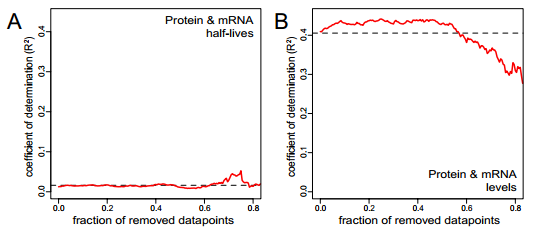 A
Protein & mRNA
half-lives
coefficient of determination (R²)
0.4
0.3
0.2
0.1
0.0
0.0 0.2 0.4 0.6 0.8
fraction of removed datapoints
B
coefficient of determination (R²)
0.4
0.3
0.2
0.1
0.0
Protein & mRNA
levels
0.0 0.2 0.4 0.6 0.8
fraction of removed datapoints